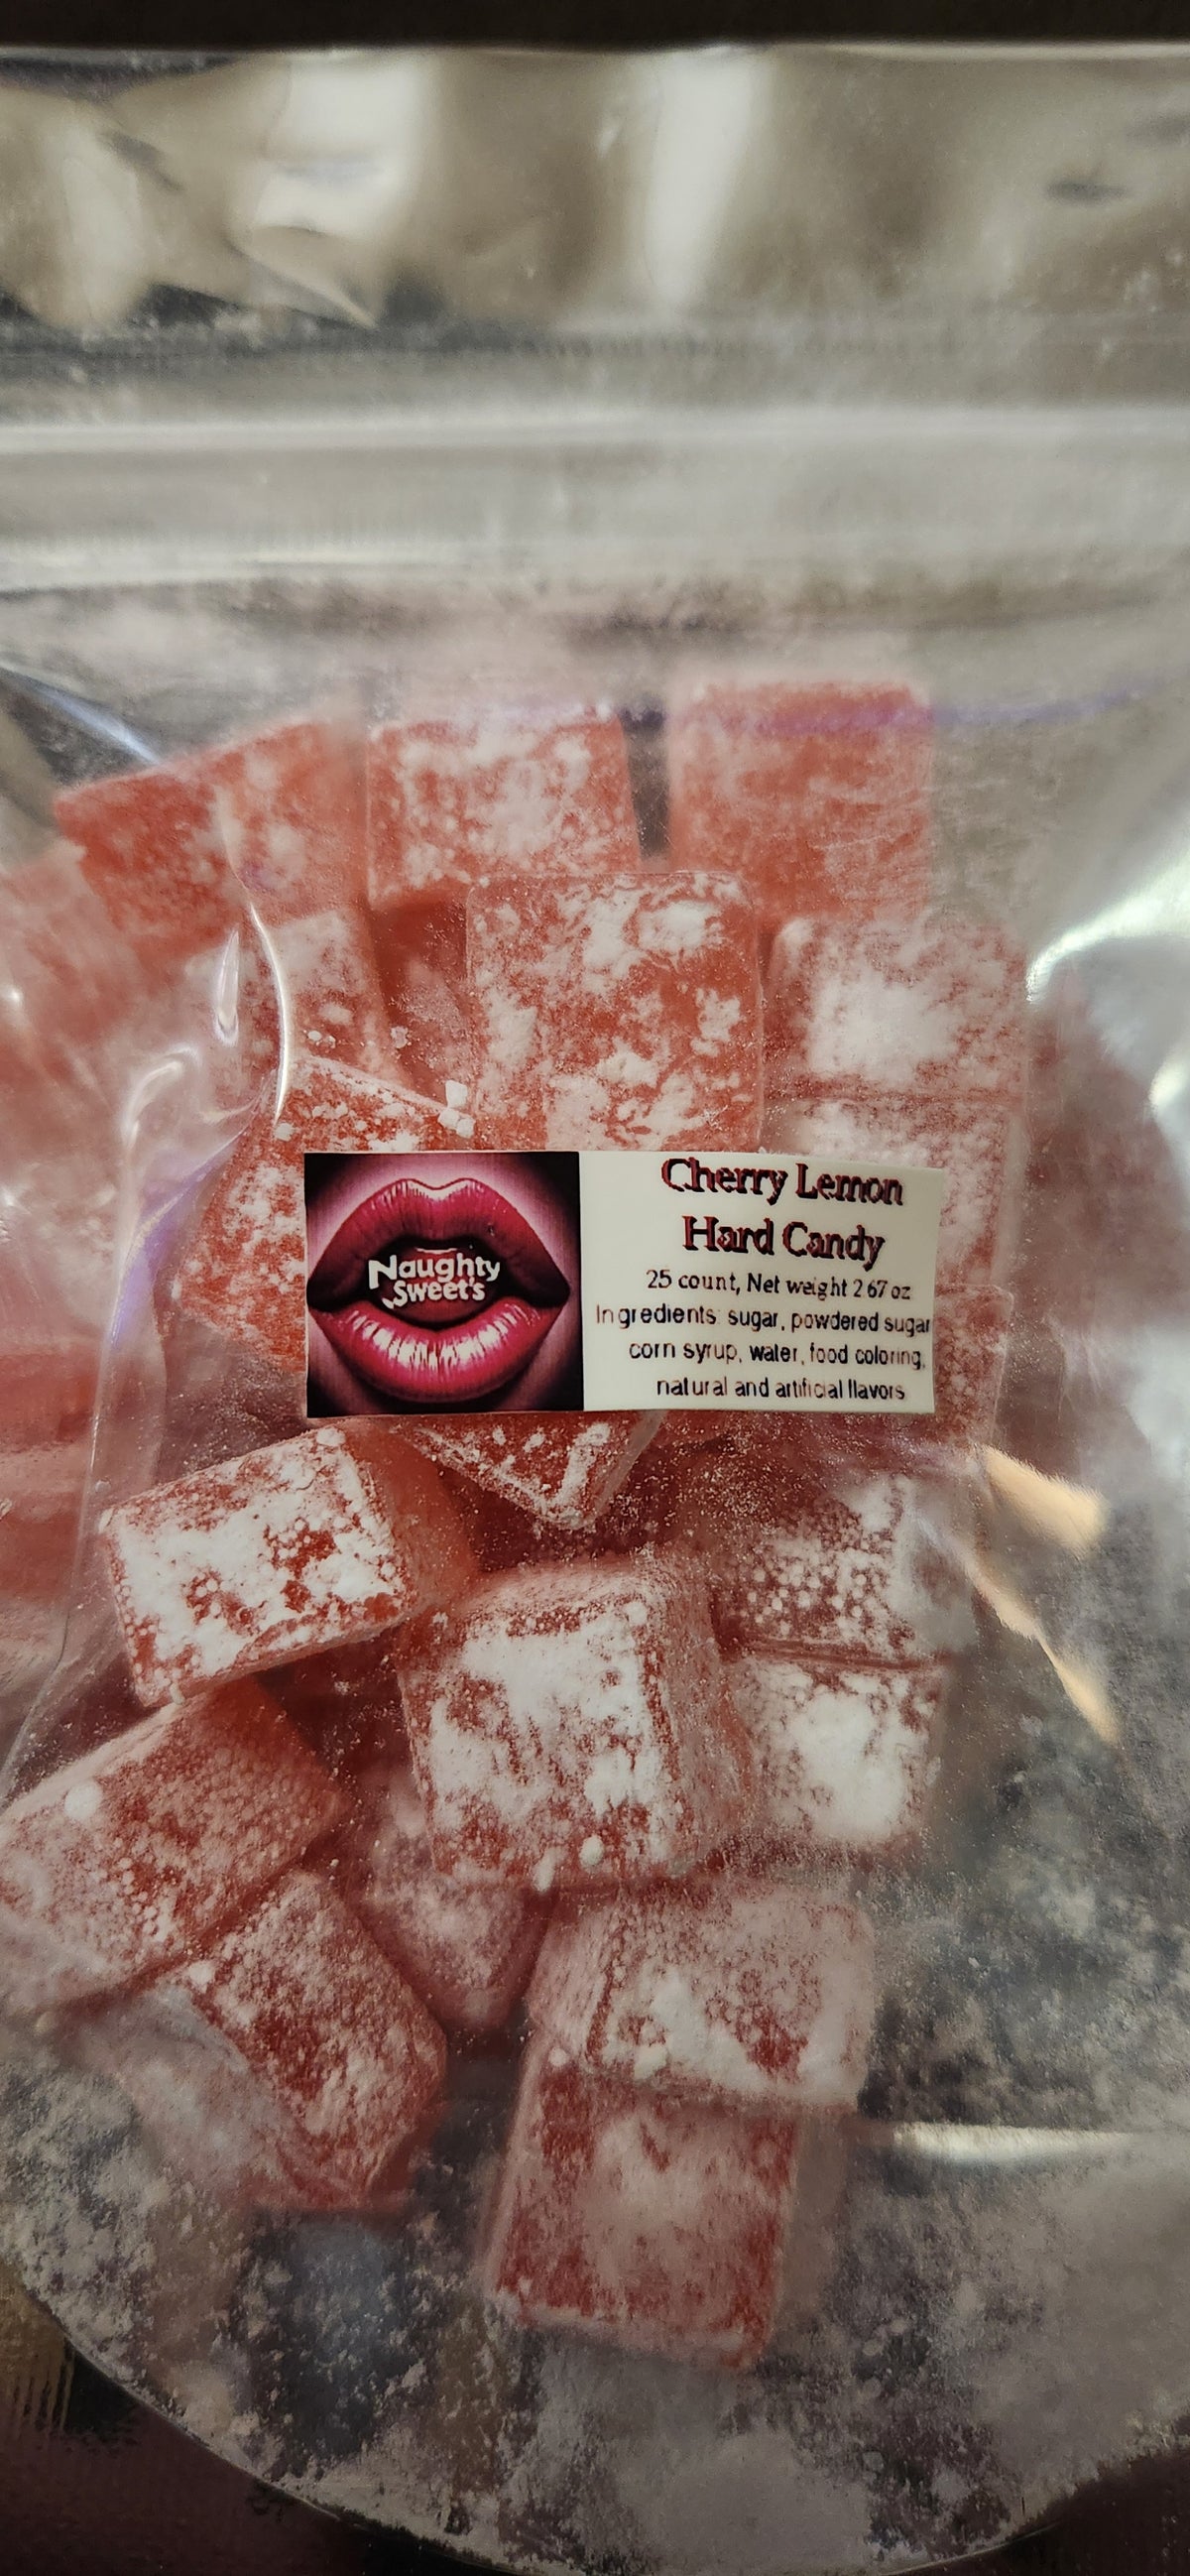 Naughty
Sweet's
Cherry Lemon
Hard Candy
25 count, Net weight 2.67 oz
Ingredients: sugar, powdered sugar
corn syrup, water, food coloring,
natural and artificial flavors